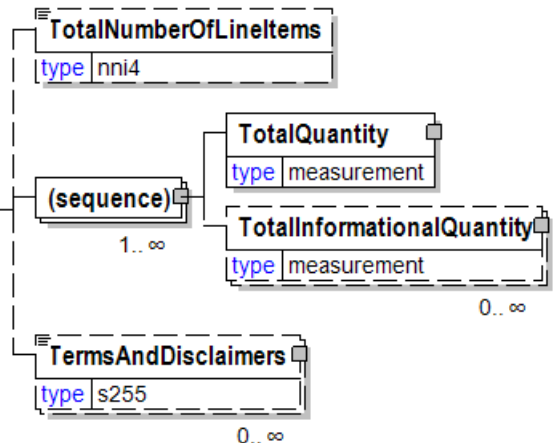 TotalNumberOfLineItems
type nni4
TotalQuantity
type measurement
(sequence)
1.. ∞
TotalInformationalQuantity
type measurement
0.. ∞
TermsAndDisclaimers
type s255
0.. ∞